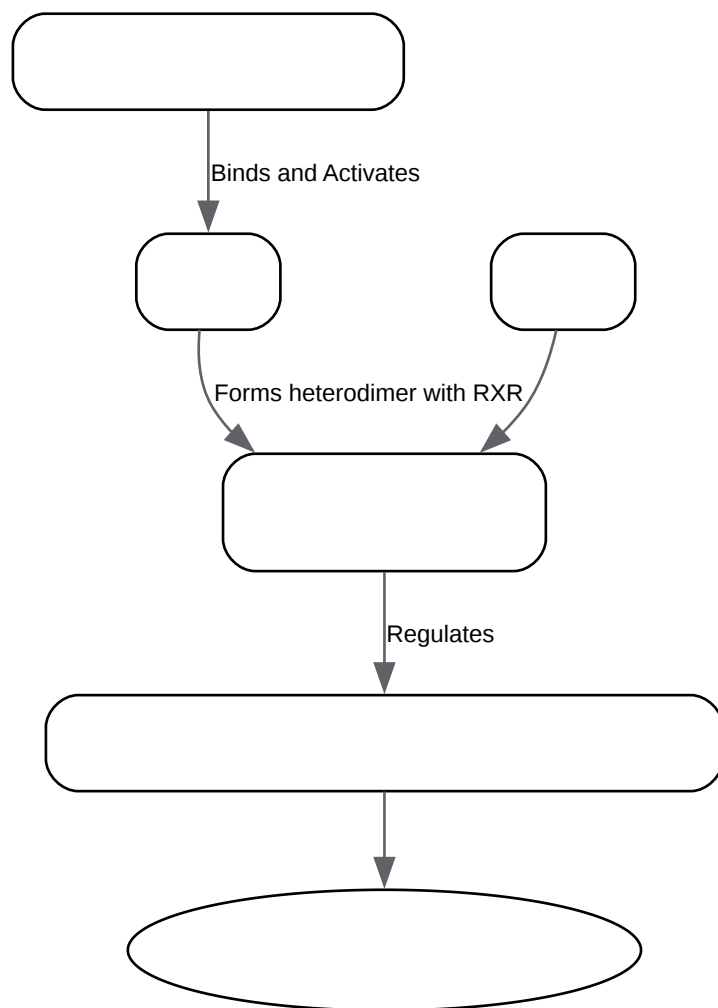 Binds and Activates
Forms heterodimer with RXR
Regulates